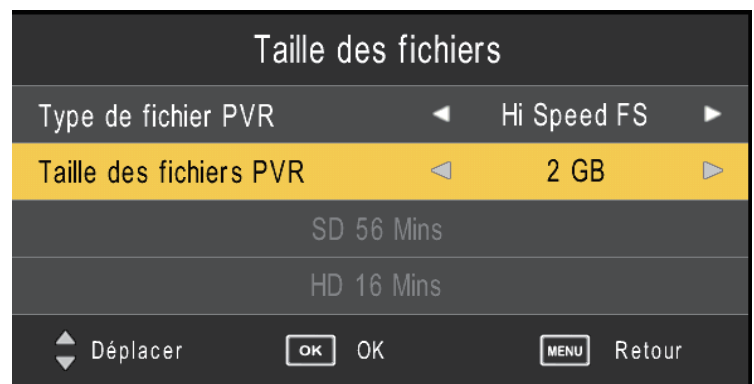 Taille des fichiers
Type de fichier PVR Hi Speed FS
Taille des fichiers PVR 2 GB
SD 56 Mins
HD 16 Mins
Déplacer OK OK MENU Retour